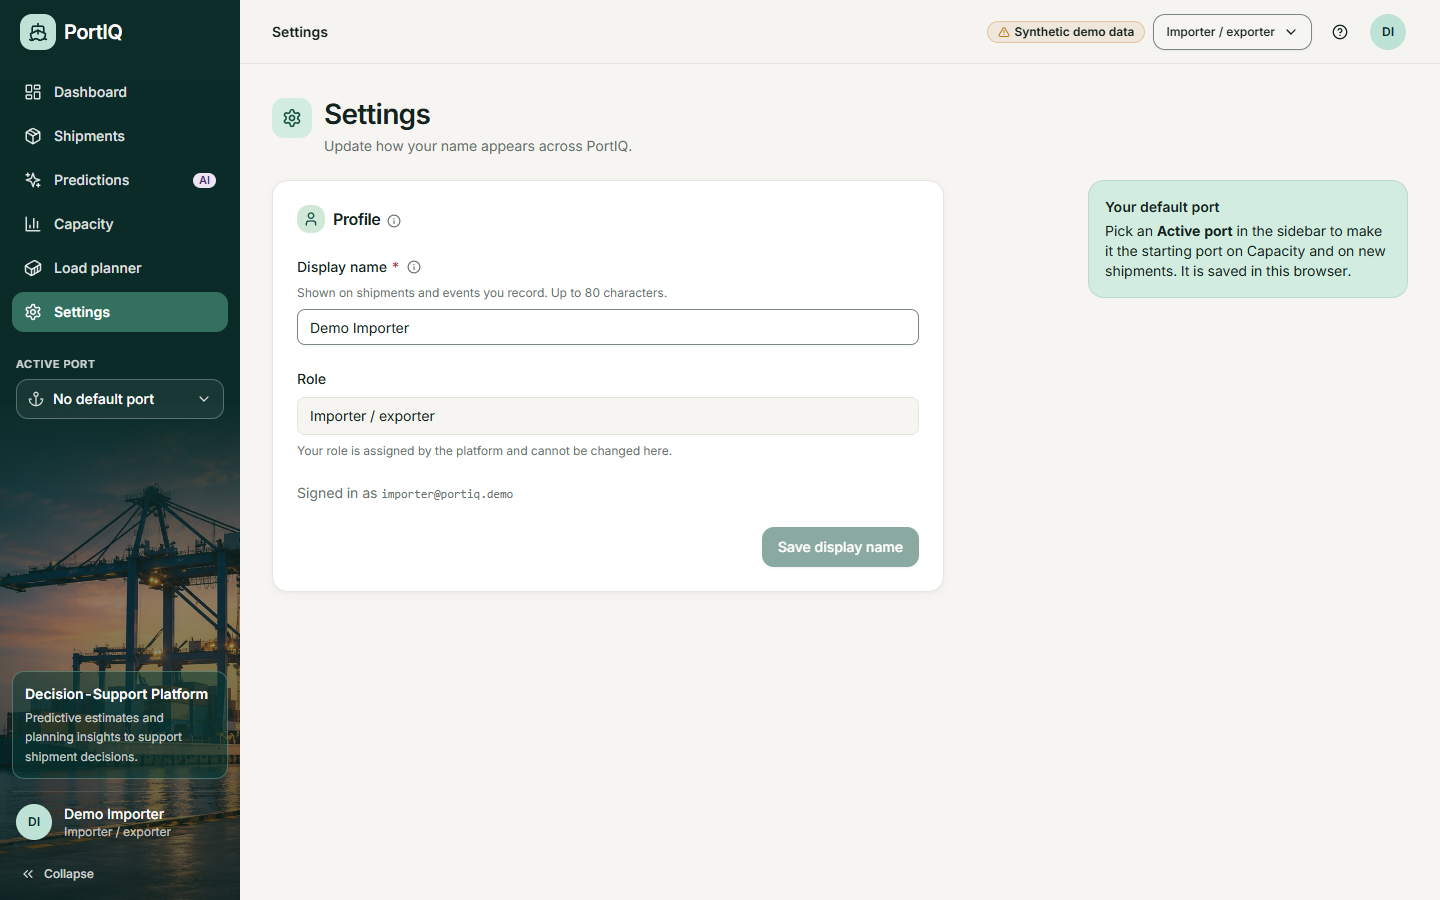 PortIQ
Dashboard
Shipments
Predictions AI
Capacity
Load planner
Settings
ACTIVE PORT
No default port
Decision-Support Platform
Predictive estimates and
planning insights to support
shipment decisions.
DI
Demo Importer
Importer / exporter
Collapse
Settings
Synthetic demo data
Importer / exporter
DI
Settings
Update how your name appears across PortIQ.
Profile
Display name *
Shown on shipments and events you record. Up to 80 characters.
Demo Importer
Role
Importer / exporter
Your role is assigned by the platform and cannot be changed here.
Signed in as importer@portiq.demo
Save display name
Your default port
Pick an Active port in the sidebar to make
it the starting port on Capacity and on new
shipments. It is saved in this browser.